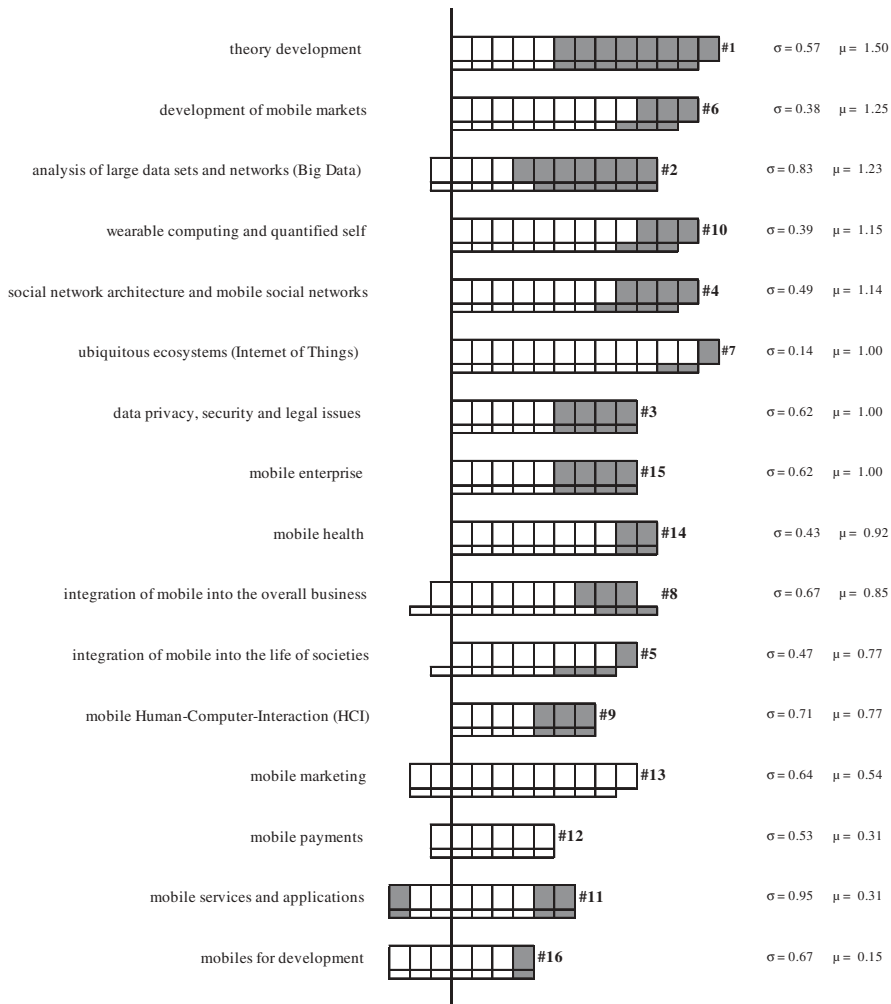 theory development #1 σ = 0.57 μ = 1.50
development of mobile markets #6 σ = 0.38 μ = 1.25
analysis of large data sets and networks (Big Data) #2 σ = 0.83 μ = 1.23
wearable computing and quantified self #10 σ = 0.39 μ = 1.15
social network architecture and mobile social networks #4 σ = 0.49 μ = 1.14
ubiquitous ecosystems (Internet of Things) #7 σ = 0.14 μ = 1.00
data privacy, security and legal issues #3 σ = 0.62 μ = 1.00
mobile enterprise #15 σ = 0.62 μ = 1.00
mobile health #14 σ = 0.43 μ = 0.92
integration of mobile into the overall business #8 σ = 0.67 μ = 0.85
integration of mobile into the life of societies #5 σ = 0.47 μ = 0.77
mobile Human-Computer-Interaction (HCI) #9 σ = 0.71 μ = 0.77
mobile marketing #13 σ = 0.64 μ = 0.54
mobile payments #12 σ = 0.53 μ = 0.31
mobile services and applications #11 σ = 0.95 μ = 0.31
mobiles for development #16 σ = 0.67 μ = 0.15